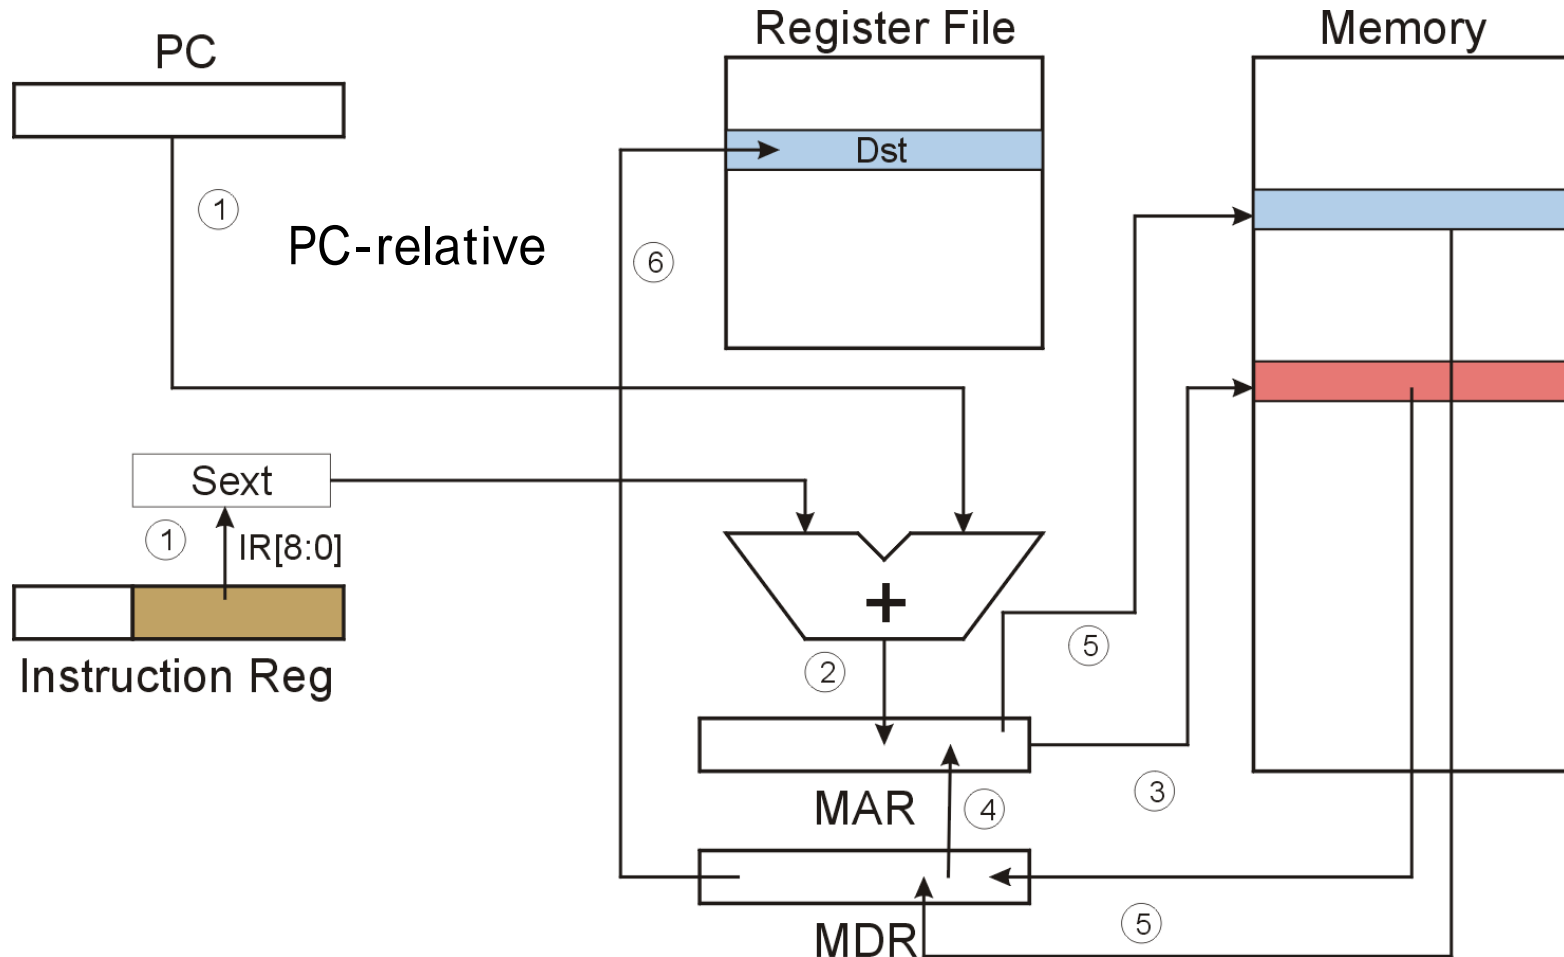 Register File
Memory
PC
Dst
1
PC-relative
6
Sext
1
IR[8:0]
+
Instruction Reg
2
5
3
MAR
4
MDR
5